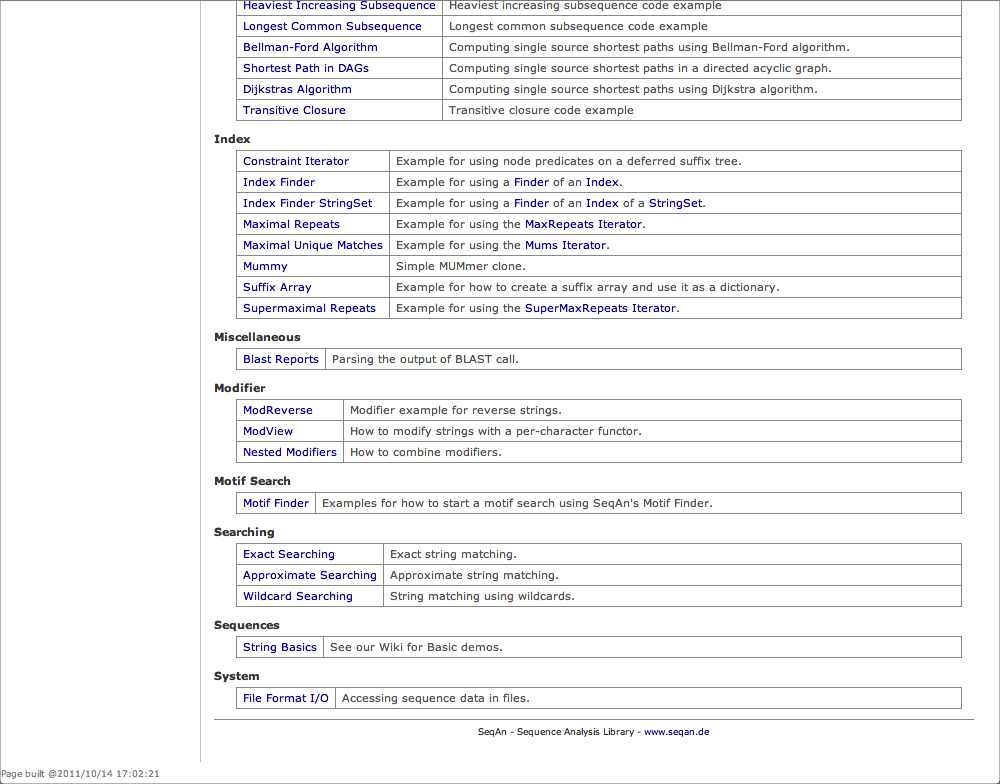 Heaviest Increasing Subsequence Heaviest increasing subsequence code example
Longest Common Subsequence Longest common subsequence code example
Bellman-Ford Algorithm Computing single source shortest paths using Bellman-Ford algorithm.
Shortest Path in DAGs Computing single source shortest paths in a directed acyclic graph.
Dijkstras Algorithm Computing single source shortest paths using Dijkstra algorithm.
Transitive Closure Transitive closure code example
Index
Constraint Iterator Example for using node predicates on a deferred suffix tree.
Index Finder Example for using a Finder of an Index.
Index Finder StringSet Example for using a Finder of an Index of a StringSet.
Maximal Repeats Example for using the MaxRepeats Iterator.
Maximal Unique Matches Example for using the Mums Iterator.
Mummy Simple MUMmer clone.
Suffix Array Example for how to create a suffix array and use it as a dictionary.
Supermaximal Repeats Example for using the SuperMaxRepeats Iterator.
Miscellaneous
Blast Reports Parsing the output of BLAST call.
Modifier
ModReverse Modifier example for reverse strings.
ModView How to modify strings with a per-character functor.
Nested Modifiers How to combine modifiers.
Motif Search
Motif Finder Examples for how to start a motif search using SeqAn's Motif Finder.
Searching
Exact Searching Exact string matching.
Approximate Searching Approximate string matching.
Wildcard Searching String matching using wildcards.
Sequences
String Basics See our Wiki for Basic demos.
System
File Format I/O Accessing sequence data in files.
SeqAn - Sequence Analysis Library - www.seqan.de
Page built @2011/10/14 17:02:21